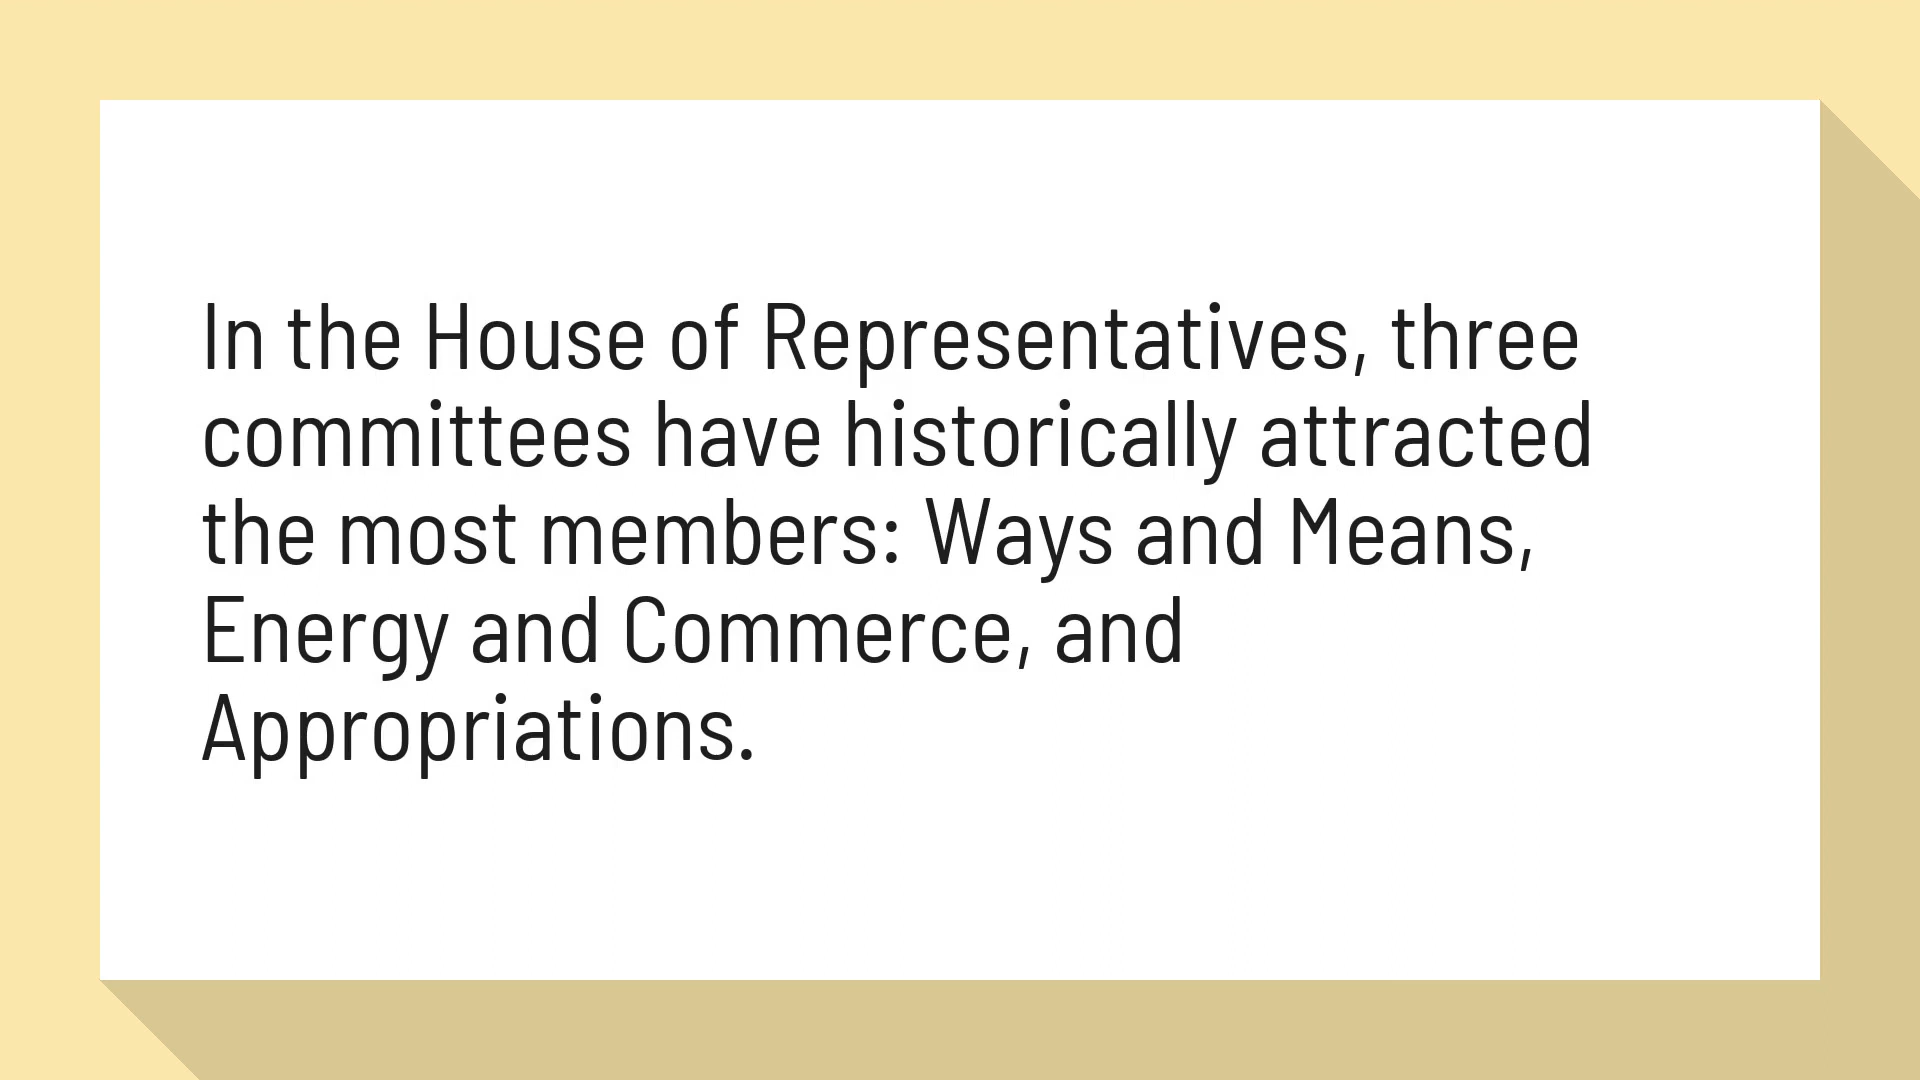 In the House of Representatives, three
committees have historically attracted
the most members: Ways and Means,
Energy and Commerce, and
Appropriations.